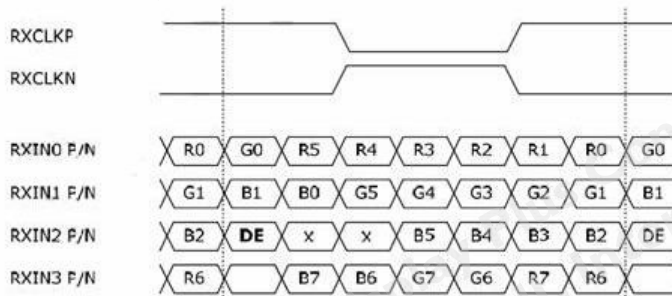 RXCLKP
RXCLKN
RXIN0 P/N R0 G0 R5 R4 R3 R2 R1 R0 G0
RXIN1 P/N G1 B1 B0 G5 G4 G3 G2 G1 B1
RXIN2 P/N B2 DE x x B5 B4 B3 B2 DE
RXIN3 P/N R6 B7 B6 G7 G6 R7 R6